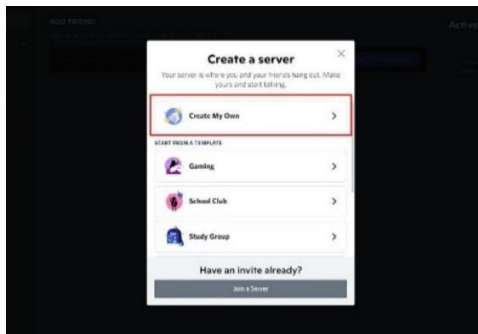 ADD FRIEND
Active
Create a server
Your server is where you and your friends hang out. Make
yours and start talking.
Create My Own
START FROM A TEMPLATE
Gaming
School Club
Study Group
Have an invite already?
Join a Server